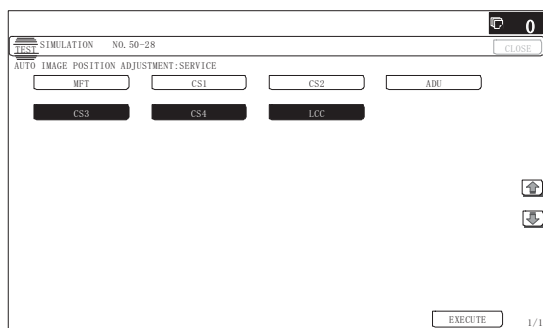 0
TEST SIMULATION NO. 50-28
CLOSE
AUTO IMAGE POSITION ADJUSTMENT:SERVICE
MFT CS1 CS2 ADU
CS3 CS4 LCC
EXECUTE 1/1